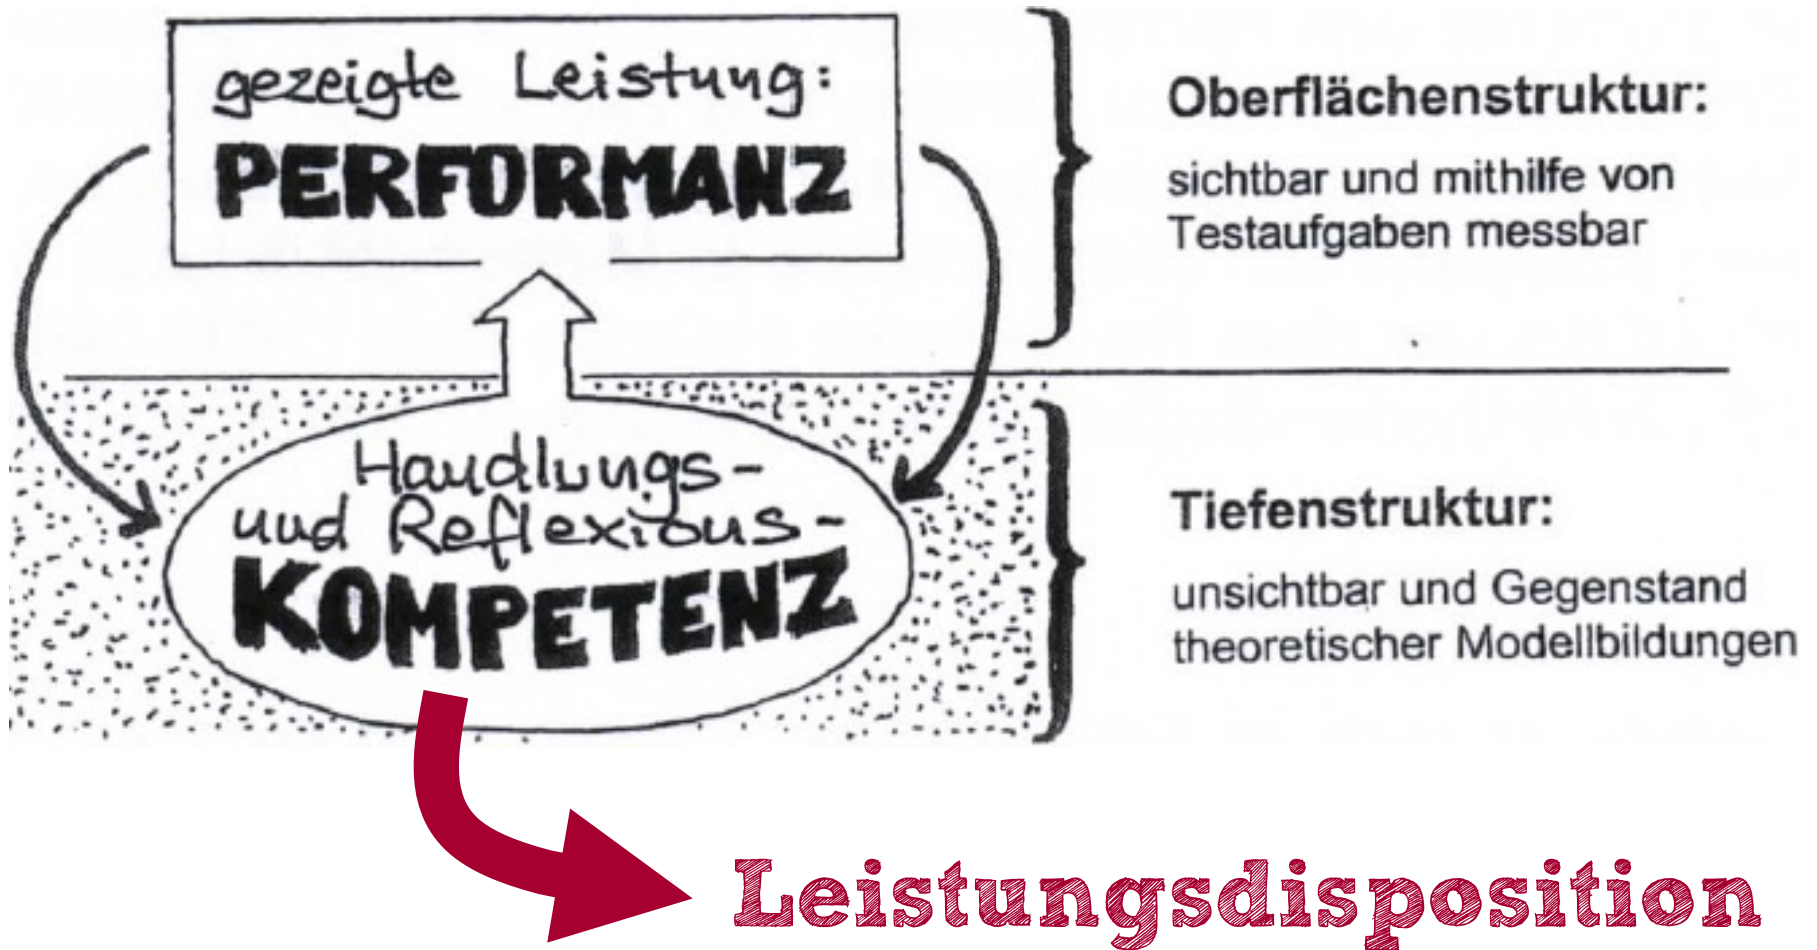 gezeigte Leistung:
PERFORMANZ
Oberflächenstruktur:
sichtbar und mithilfe von
Testaufgaben messbar
Handlungs-
und Reflexions-
KOMPETENZ
Tiefenstruktur:
unsichtbar und Gegenstand
theoretischer Modellbildungen
Leistungsdisposition